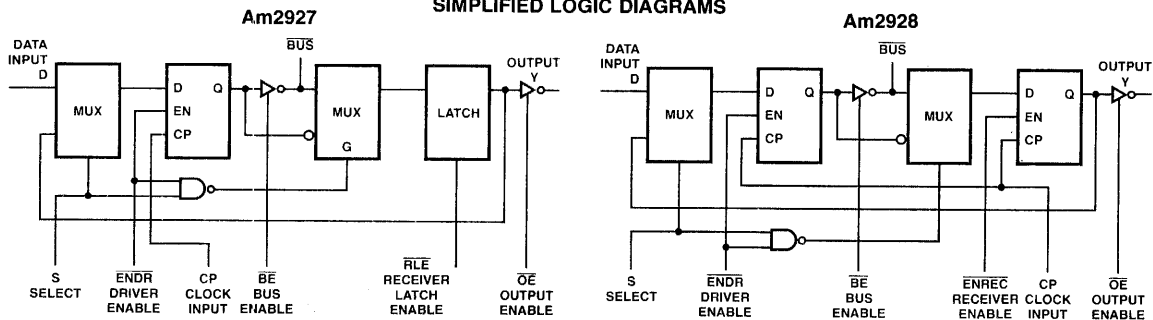 SIMPLIFIED LOGIC DIAGRAMS
Am2927
BUS
DATA
INPUT
D
MUX
D
EN
CP
Q
MUX
G
LATCH
OUTPUT
Y
S
SELECT
ENDR
DRIVER
ENABLE
CP
CLOCK
INPUT
BE
BUS
ENABLE
RLE
RECEIVER
LATCH
ENABLE
OE
OUTPUT
ENABLE
Am2928
BUS
DATA
INPUT
D
MUX
D
EN
CP
Q
MUX
D
EN
CP
Q
OUTPUT
Y
S
SELECT
ENDR
DRIVER
ENABLE
BE
BUS
ENABLE
ENREC
RECEIVER
ENABLE
CP
CLOCK
INPUT
OE
OUTPUT
ENABLE